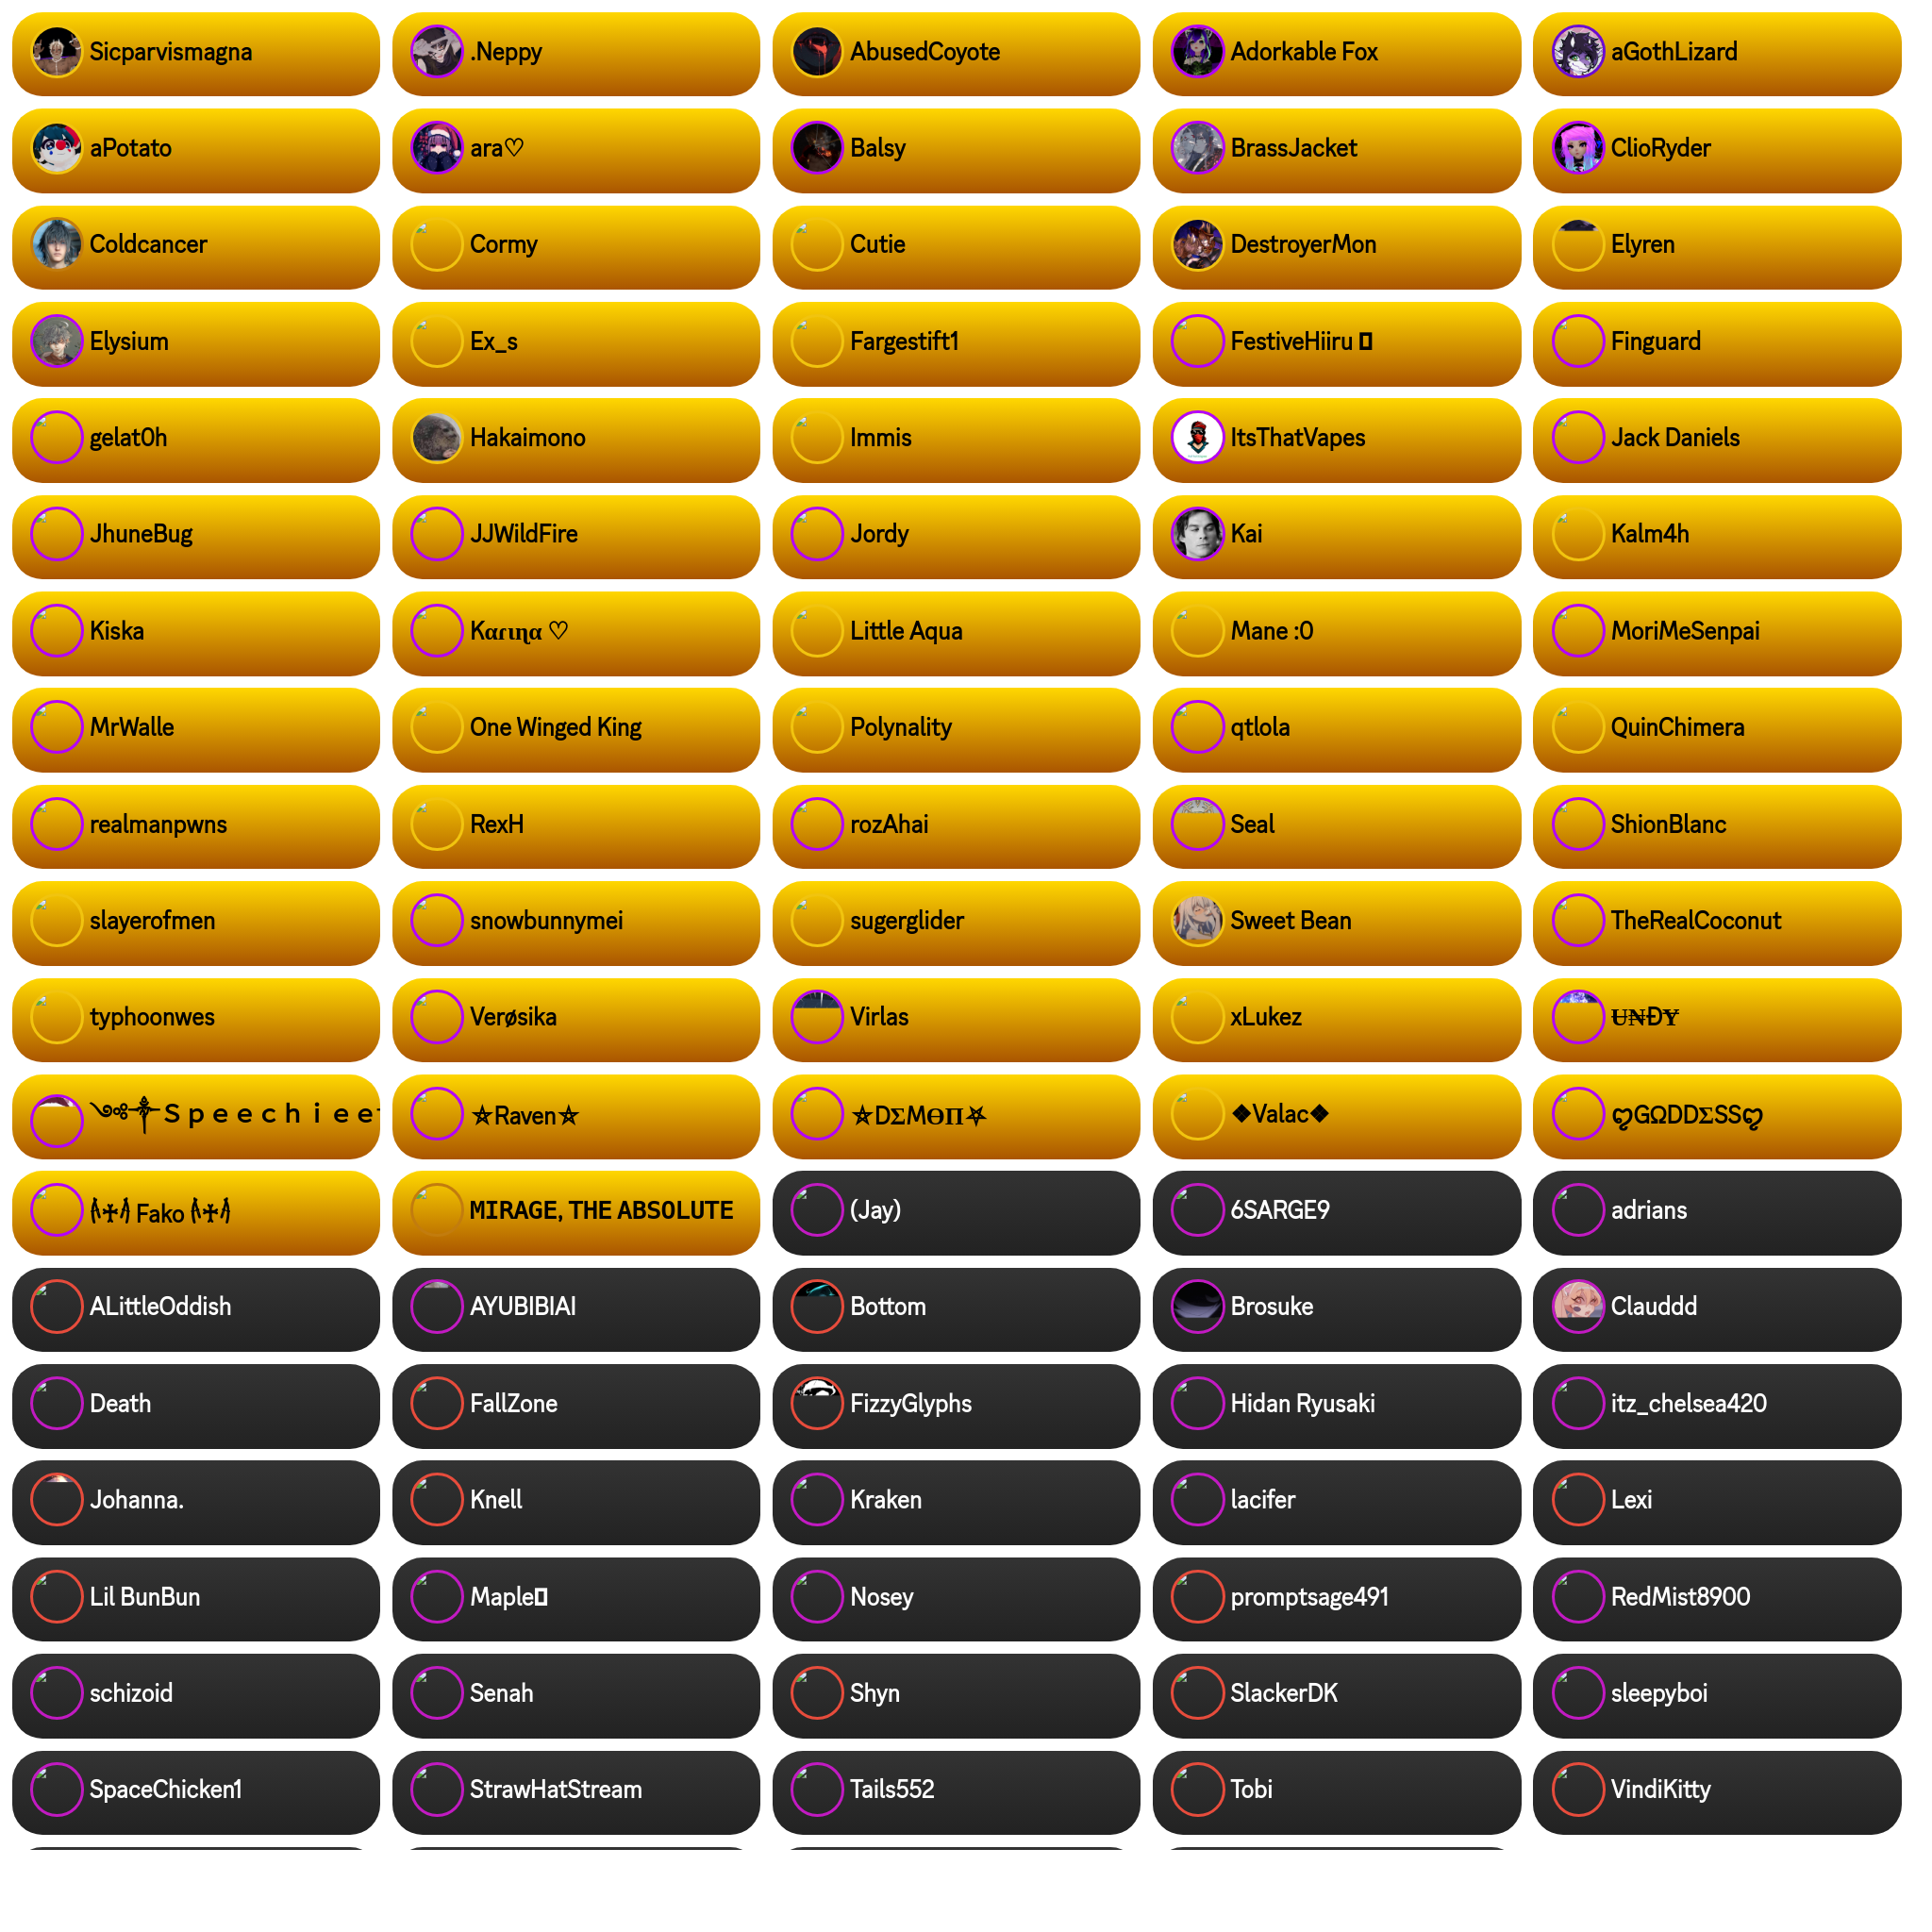 Sicparvismagna
.Neppy
AbusedCoyote
Adorkable Fox
aGothLizard
aPotato
ara♡
Balsy
BrassJacket
ClioRyder
Coldcancer
Cormy
Cutie
DestroyerMon
Elyren
Elysium
Ex_s
Fargestift1
FestiveHiiru
Finguard
gelat0h
Hakaimono
Immis
ItsThatVapes
Jack Daniels
JhuneBug
JJWildFire
Jordy
Kai
Kalm4h
Kiska
Kαɾιηα ♡
Little Aqua
Mane :0
MoriMeSenpai
MrWalle
One Winged King
Polynality
qtlola
QuinChimera
realmanpwns
RexH
rozAhai
Seal
ShionBlanc
slayerofmen
snowbunnymei
sugerglider
Sweet Bean
TheRealCoconut
typhoonwes
Verøsika
Virlas
xLukez
ɄNĐɎ
༺✞Ｓｐｅｅｃｈｉｅｅ
⛤Raven⛤
⛤DΣMӨΠ⛧
❖Valac❖
ღGΩDDΣSSღ
Fako
MIRAGE, THE ABSOLUTE
(Jay)
6SARGE9
adrians
ALittleOddish
AYUBIBIAI
Bottom
Brosuke
Clauddd
Death
FallZone
FizzyGlyphs
Hidan Ryusaki
itz_chelsea420
Johanna.
Knell
Kraken
lacifer
Lexi
Lil BunBun
Maple
Nosey
promptsage491
RedMist8900
schizoid
Senah
Shyn
SlackerDK
sleepyboi
SpaceChicken1
StrawHatStream
Tails552
Tobi
VindiKitty